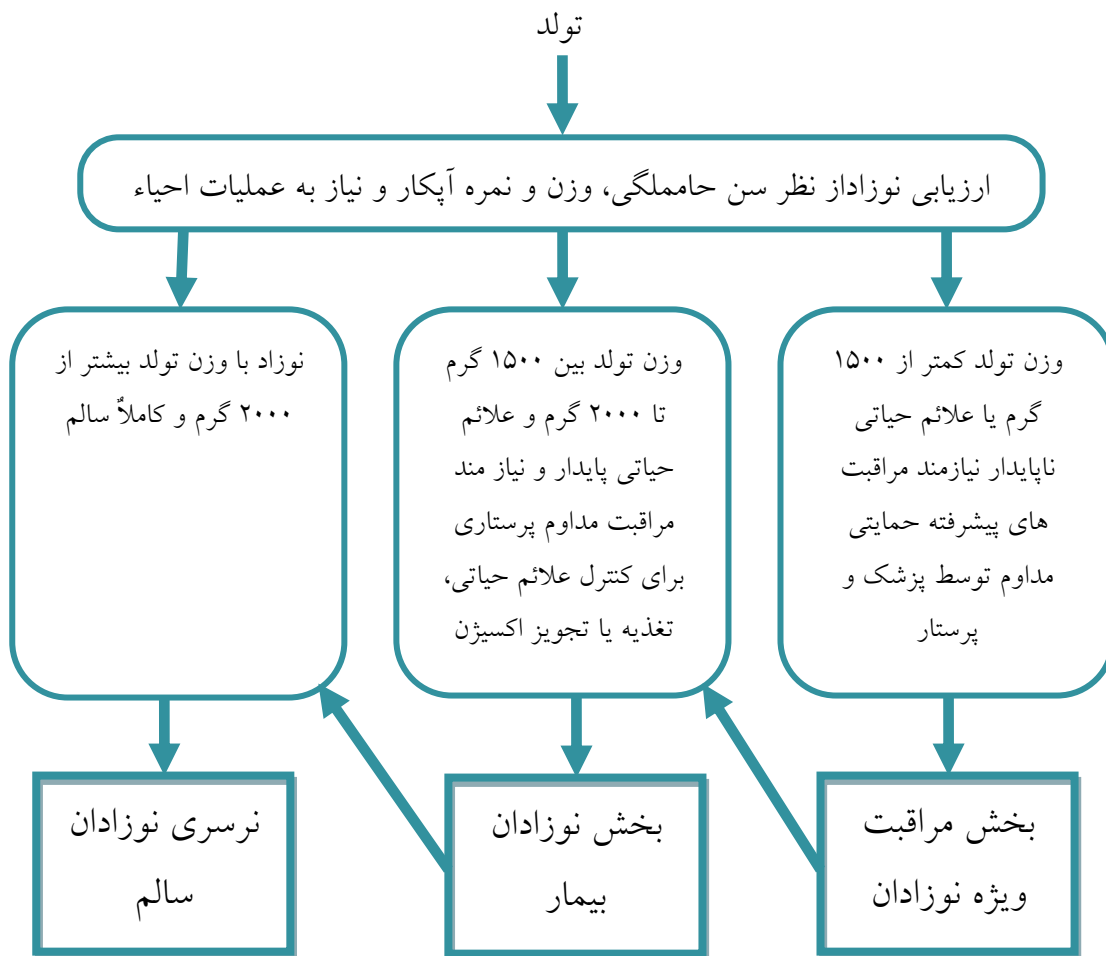 تولد
ارزیابی نوزاداز نظر سن حامملگی، وزن و نمره آپکار و نیاز به عملیات احیاء
وزن تولد کمتر از ۱۵۰۰
گرم یا علائم حیاتی
ناپایدار نیازمند مراقبت
های پیشرفته حمایتی
مداوم توسط پزشک و
پرستار
وزن تولد بین ۱۵۰۰ گرم
تا ۲۰۰۰ گرم و علائم
حیاتی پایدار و نیاز مند
مراقبت مداوم پرستاری
برای کنترل علائم حیاتی،
تغذیه یا تجویز اکسیژن
نوزاد با وزن تولد بیشتر از
۲۰۰۰ گرم و کاملاٌ سالم
بخش مراقبت
ویژه نوزادان
بخش نوزادان
بیمار
نرسری نوزادان
سالم